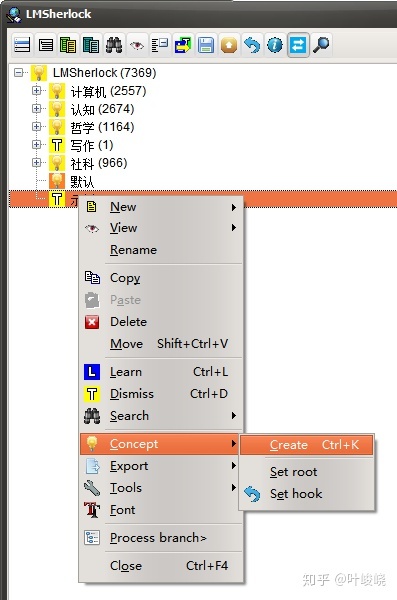 LMSherlock
LMSherlock (7369)
计算机 (2557)
认知 (2674)
哲学 (1164)
写作 (1)
社科 (966)
默认
New
View
Rename
Copy
Paste
Delete
Move Shift+Ctrl+V
Learn Ctrl+L
Dismiss Ctrl+D
Search
Concept
Create Ctrl+K
Export
Set root
Tools
Set hook
Font
Process branch>
Close Ctrl+F4
知乎 @叶峻峣